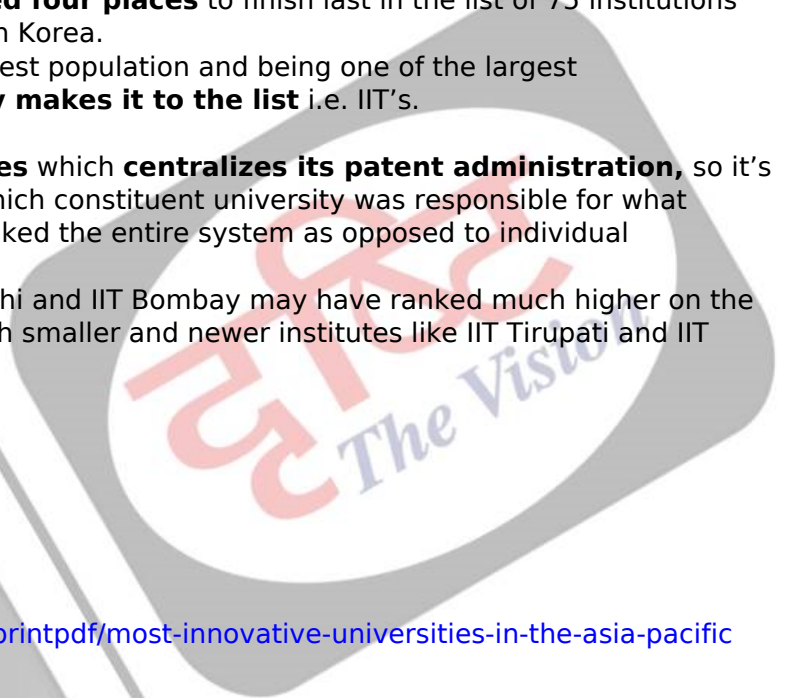 ed four places to finish last in the list of 75 institutions
n Korea.
est population and being one of the largest
y makes it to the list i.e. IIT’s.
es which centralizes its patent administration, so it’s
hich constituent university was responsible for what
ked the entire system as opposed to individual
hi and IIT Bombay may have ranked much higher on the
h smaller and newer institutes like IIT Tirupati and IIT
दृष्टि
The Vision
printpdf/most-innovative-universities-in-the-asia-pacific